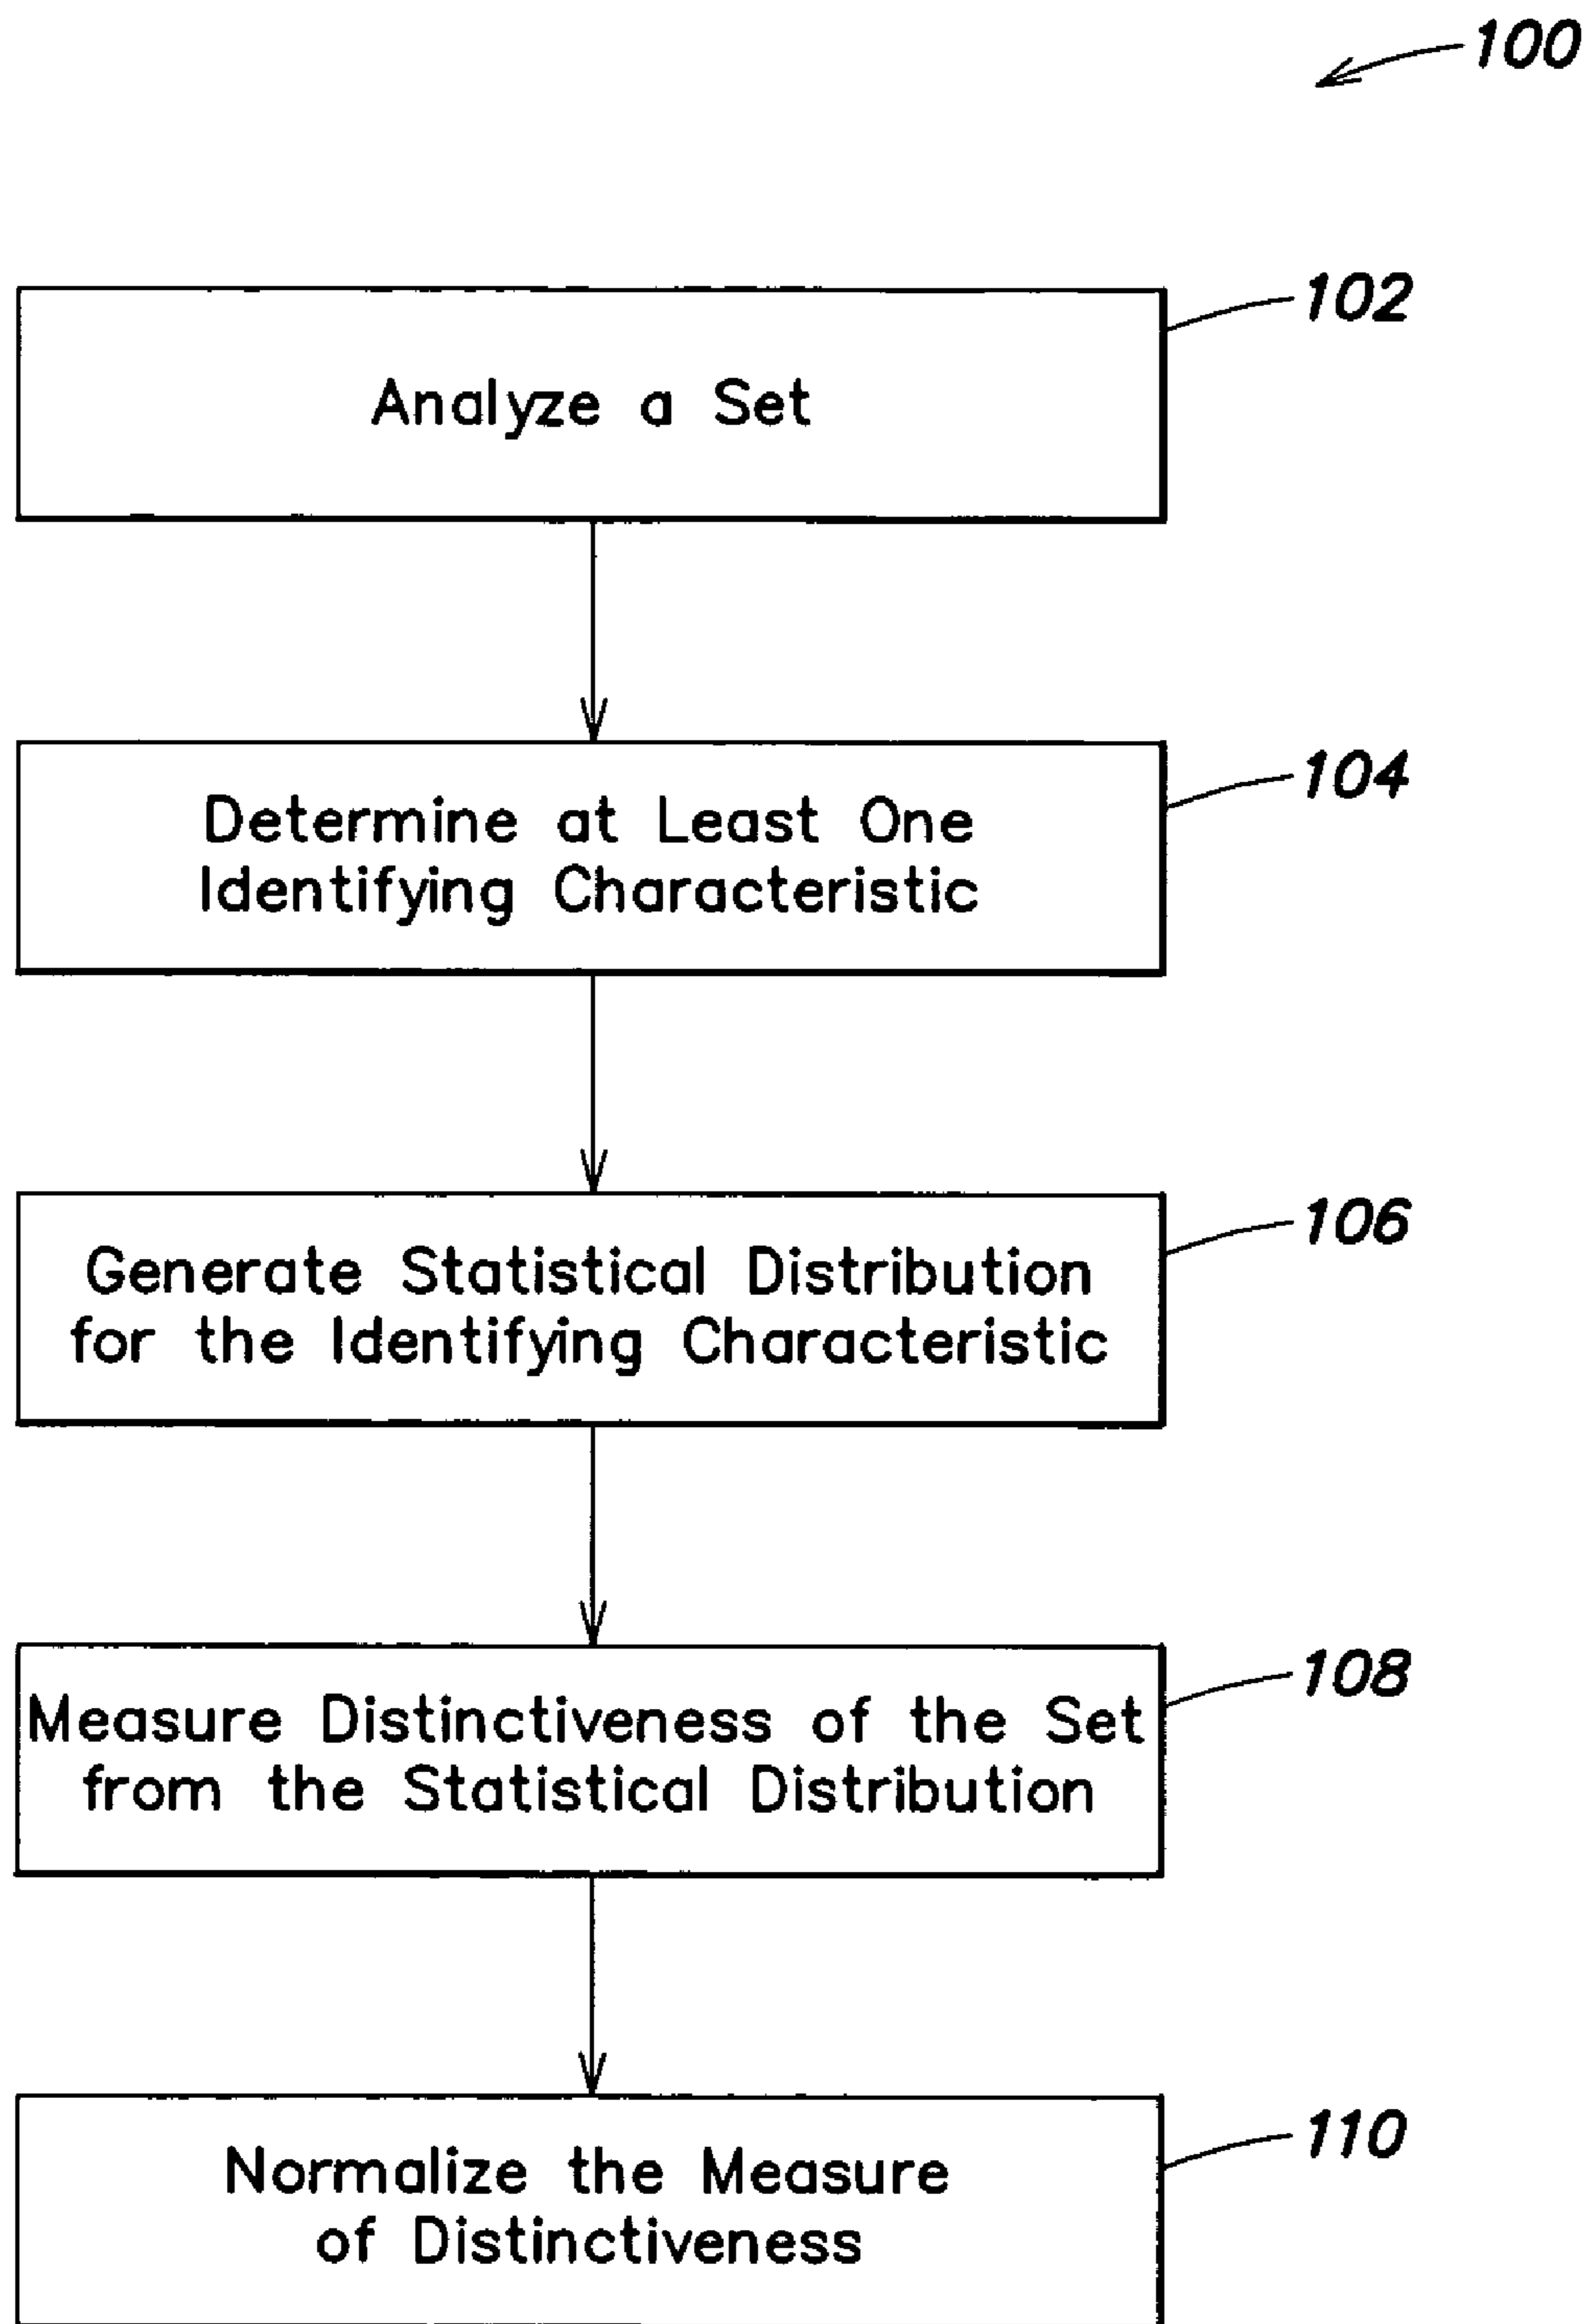 100
102
Analyze a Set
104
Determine at Least One
Identifying Characteristic
106
Generate Statistical Distribution
for the Identifying Characteristic
108
Measure Distinctiveness of the Set
from the Statistical Distribution
110
Normalize the Measure
of Distinctiveness